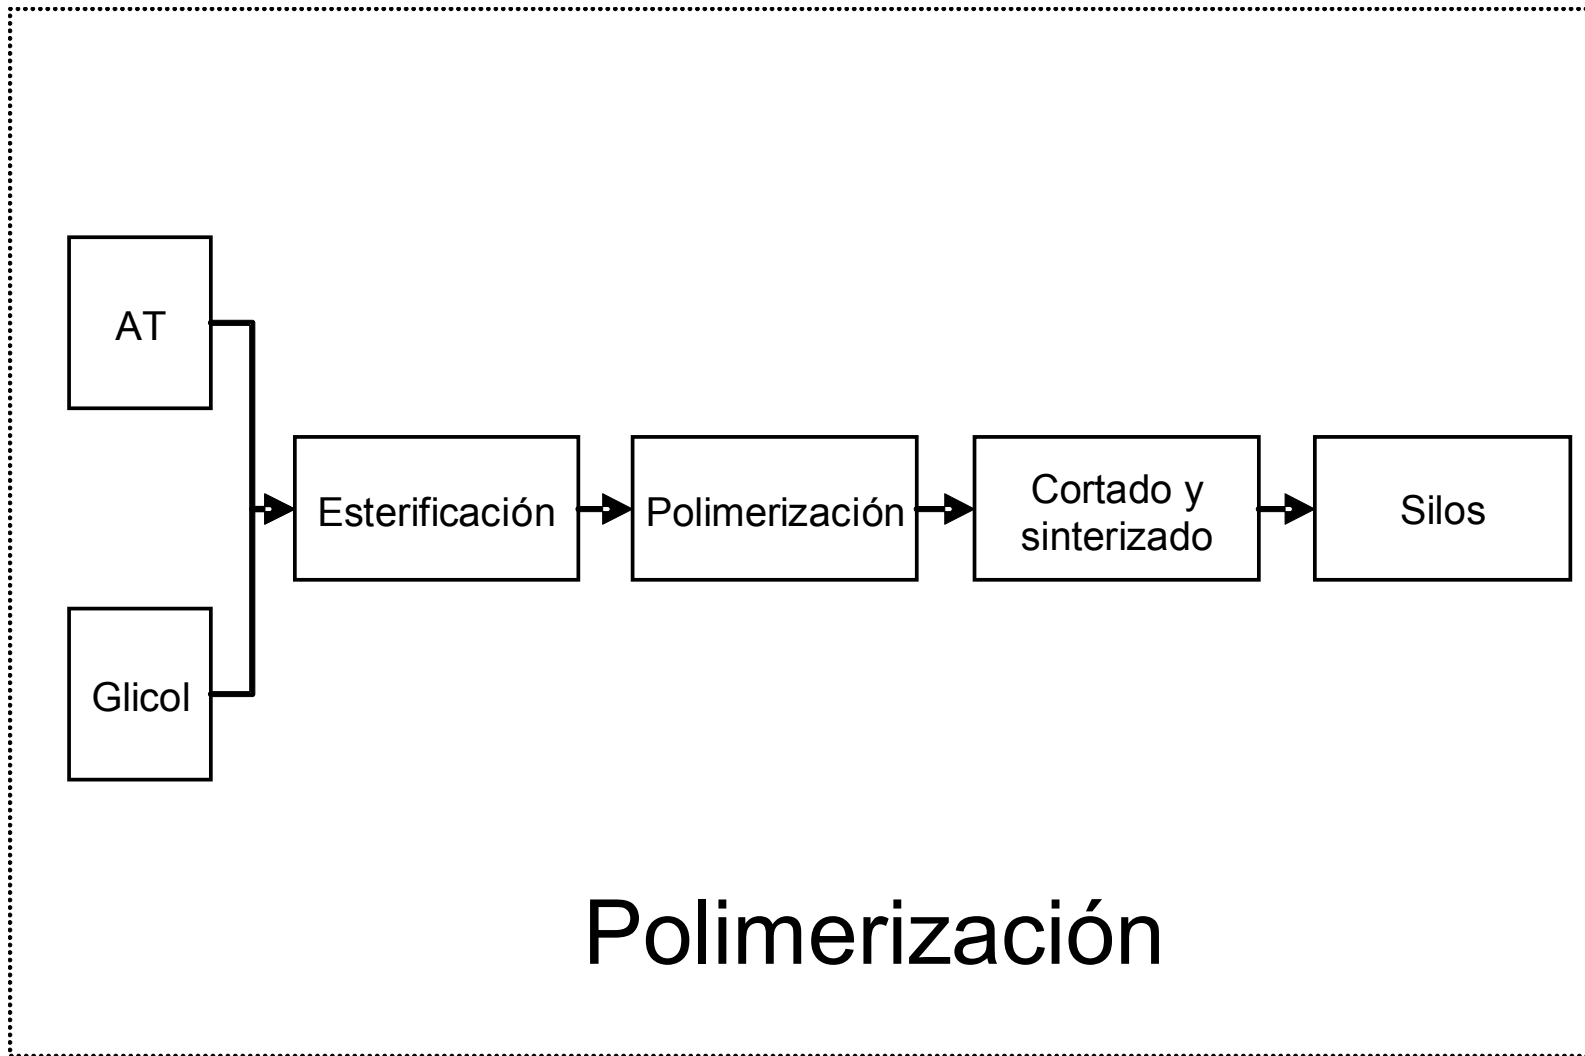 AT
Glicol
Esterificación
Polimerización
Cortado y
sinterizado
Silos
Polimerización